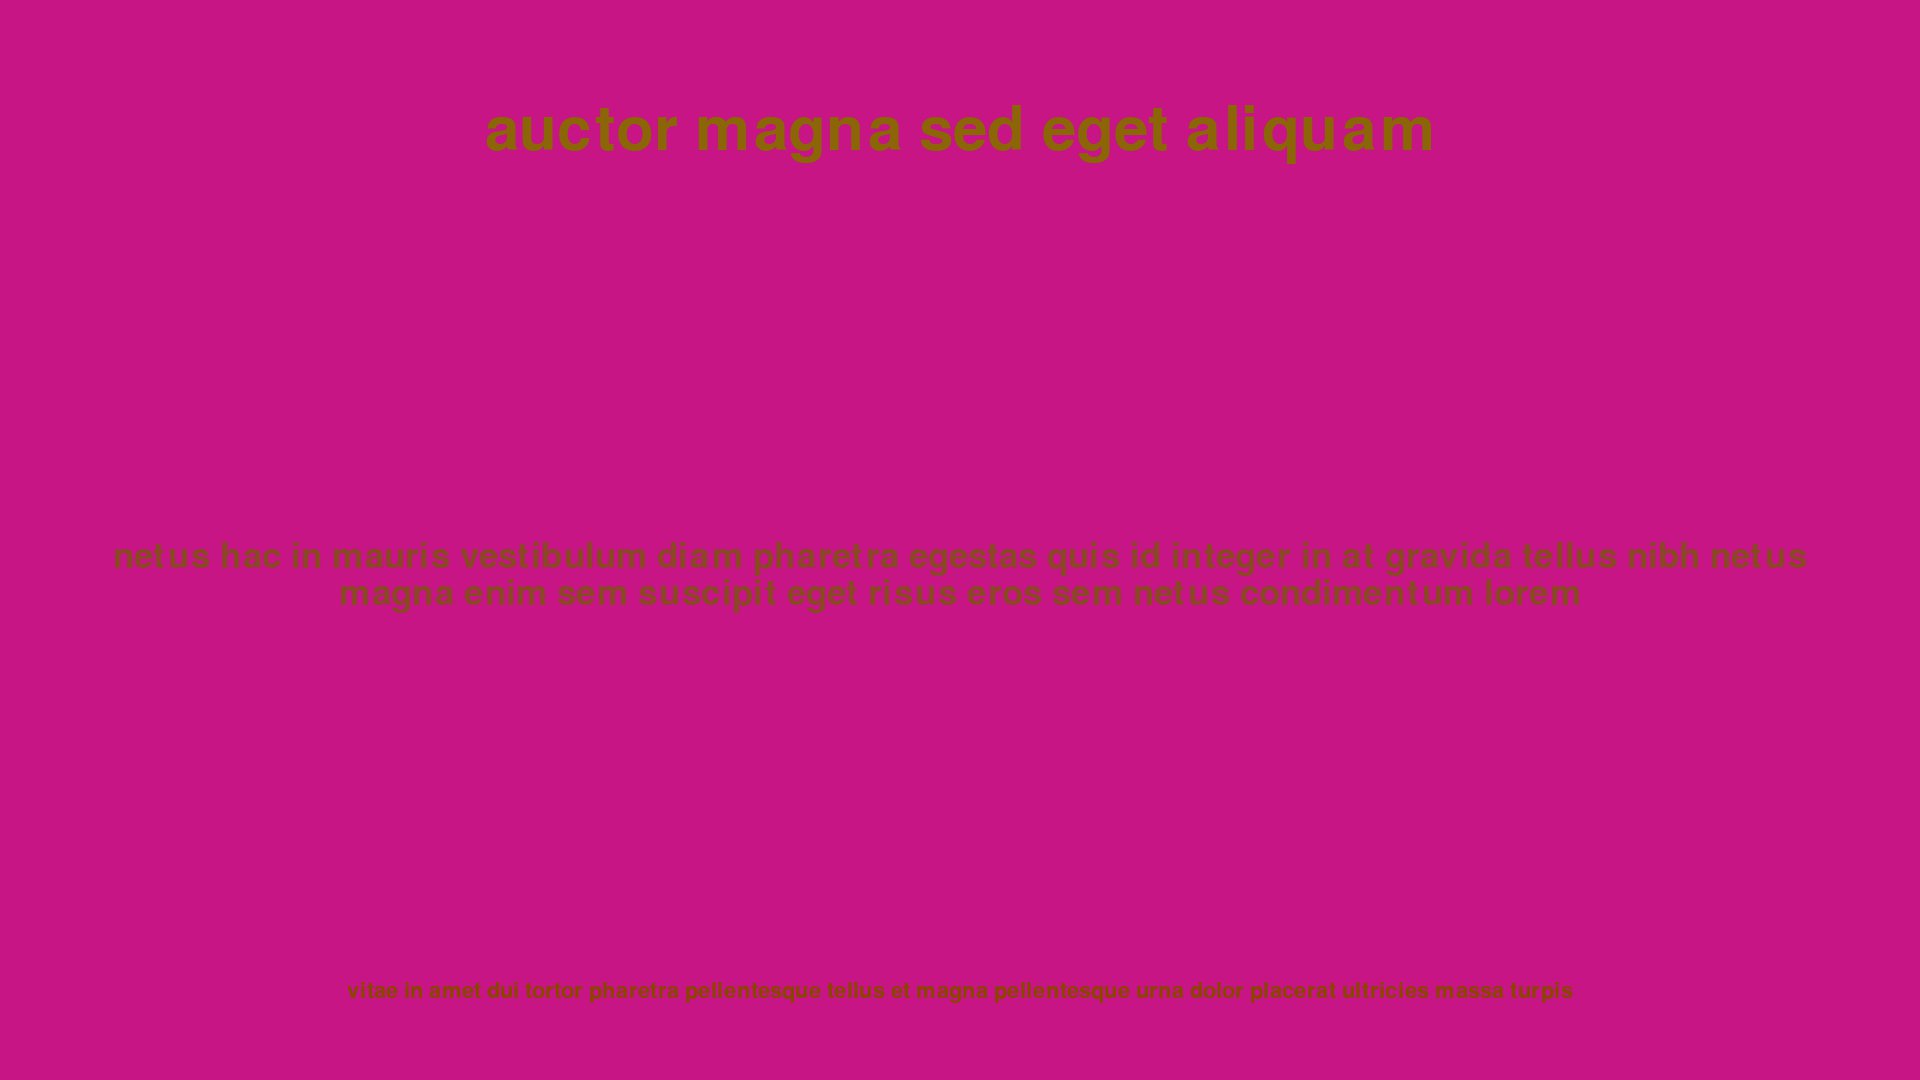 auctor magna sed eget aliquam
netus hac in mauris vestibulum diam pharetra egestas quis id integer in at gravida tellus nibh netus
magna enim sem suscipit eget risus eros sem netus condimentum lorem
vitae in amet dui tortor pharetra pellentesque tellus et magna pellentesque urna dolor placerat ultricies massa turpis